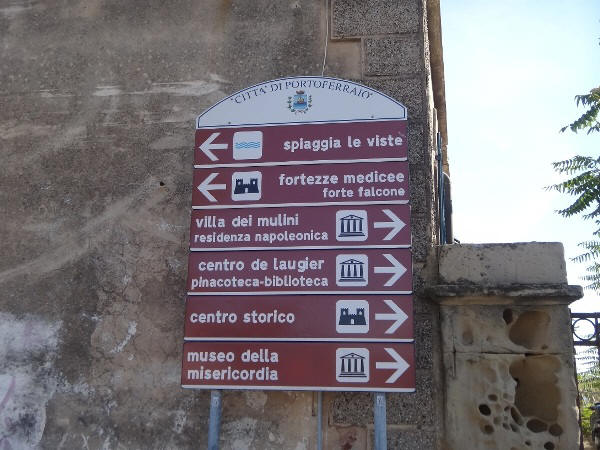 "CITTA' DI PORTOFERRAIO"
spiaggia le viste
fortezze medicee
forte falcone
villa dei mulini
residenza napoleonica
centro de laugier
pinacoteca-biblioteca
centro storico
museo della
misericordia